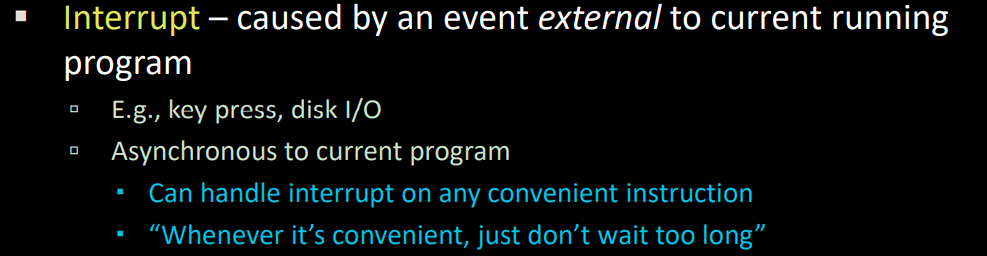 ▪ Interrupt – caused by an event external to current running
program
▫ E.g., key press, disk I/O
▫ Asynchronous to current program
▪ Can handle interrupt on any convenient instruction
▪ “Whenever it’s convenient, just don’t wait too long”